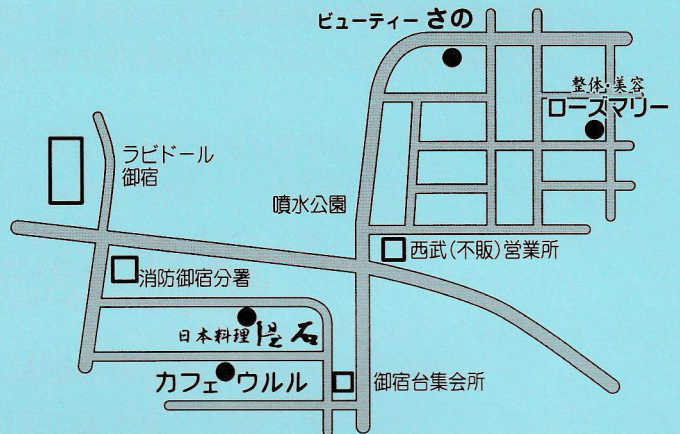 ビューティー さの
整体・美容
ローズマリー
ラビドール
御宿
噴水公園
西武(不販)営業所
消防御宿分署
日本料理
カフェ ウルル
御宿台集会所